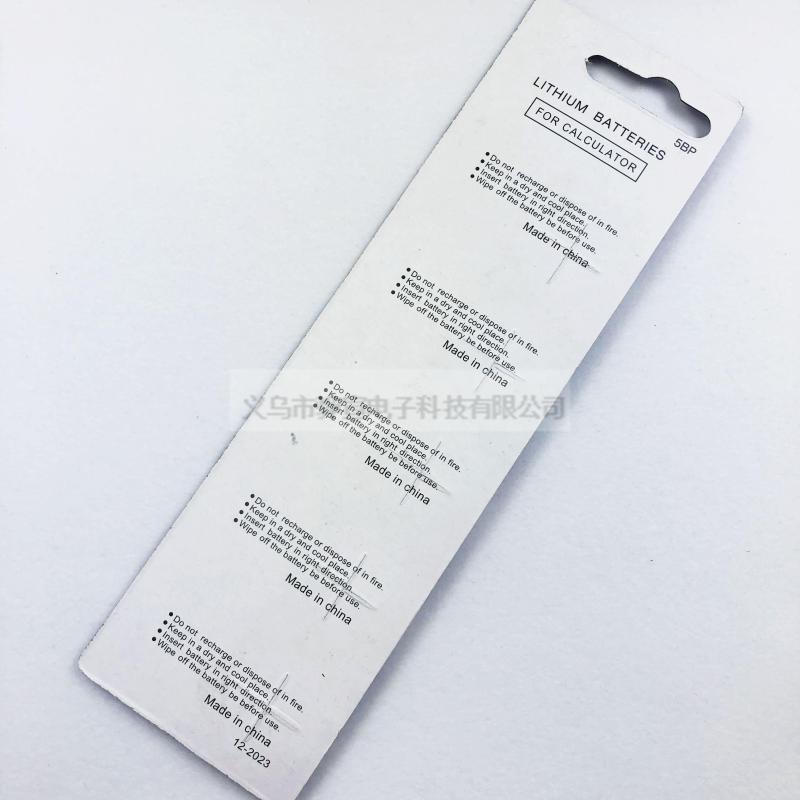 LITHIUM BATTERIES
5BP
FOR CALCULATOR
• Do not recharge or dispose of in fire.
• Keep in a dry and cool place.
• Insert battery in right direction.
• Wipe off the battery be before use.
Made in china
• Do not recharge or dispose of in fire.
• Keep in a dry and cool place.
• Insert battery in right direction.
• Wipe off the battery be before use.
Made in china
义乌市 电子科技有限公司
• Do not recharge or dispose of in fire.
• Keep in a dry and cool place.
• Insert battery in right direction.
• Wipe off the battery be before use.
Made in china
• Do not recharge or dispose of in fire.
• Keep in a dry and cool place.
• Insert battery in right direction.
• Wipe off the battery be before use.
Made in china
• Do not recharge or dispose of in fire.
• Keep in a dry and cool place.
• Insert battery in right direction.
• Wipe off the battery be before use.
Made in china
12-2023